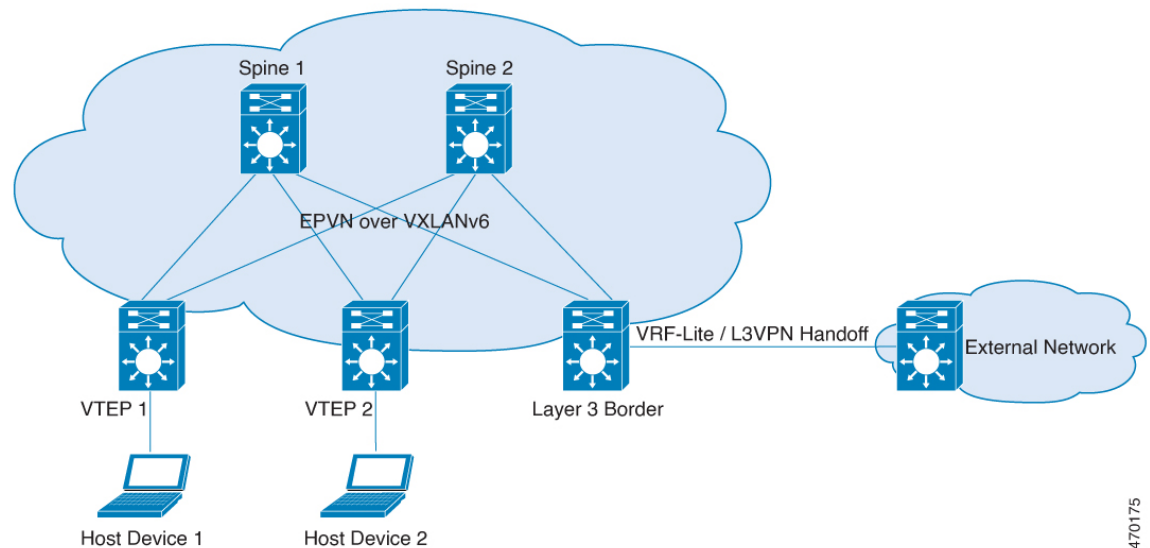 Spine 1
Spine 2
EPVN over VXLANv6
VRF-Lite / L3VPN Handoff
External Network
VTEP 1
VTEP 2
Layer 3 Border
Host Device 1
Host Device 2
470175